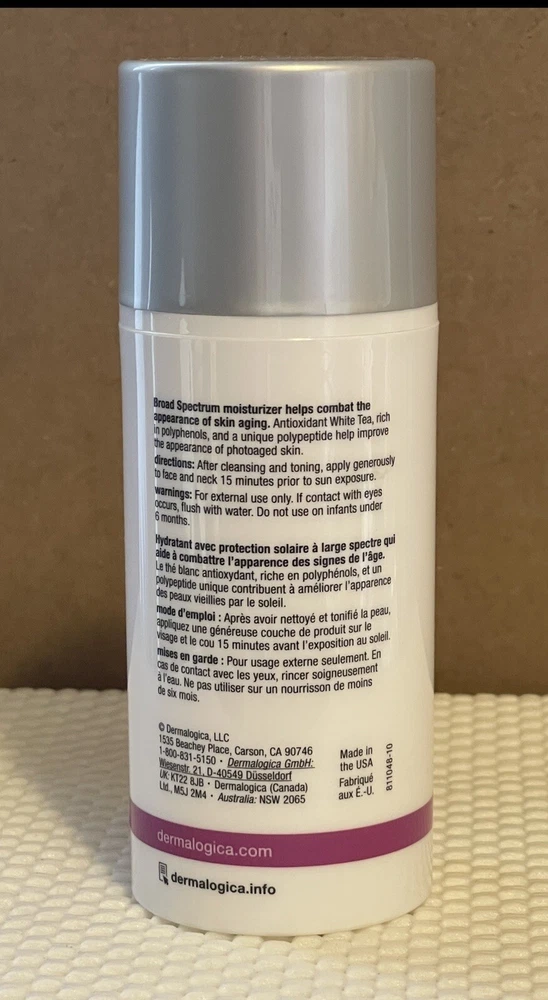 Broad Spectrum moisturizer helps combat the
appearance of skin aging. Antioxidant White Tea, rich
in polyphenols, and a unique polypeptide help improve
the appearance of photoaged skin.
directions: After cleansing and toning, apply generously
to face and neck 15 minutes prior to sun exposure.
warnings: For external use only. If contact with eyes
occurs, flush with water. Do not use on infants under
6 months.
Hydratant avec protection solaire à large spectre qui
aide à combattre l'apparence des signes de l'âge.
Le thé blanc antioxydant, riche en polyphénols, et un
polypeptide unique contribuent à améliorer l'apparence
des peaux vieillies par le soleil.
mode d'emploi : Après avoir nettoyé et tonifié la peau,
appliquez une généreuse couche de produit sur le
visage et le cou 15 minutes avant l'exposition au soleil.
mises en garde : Pour usage externe seulement. En
cas de contact avec les yeux, rincer soigneusement
à l'eau. Ne pas utiliser sur un nourrisson de moins
de six mois.
© Dermalogica, LLC
1535 Beachey Place, Carson, CA 90746
1-800-831-5150 • Dermalogica GmbH:
Wiesenstr. 21, D-40549 Düsseldorf
UK: KT22 8JB • Dermalogica (Canada)
Ltd., M5J 2M4 • Australia: NSW 2065
Made in
the USA
Fabriqué
aux É.-U.
811048-10
dermalogica.com
dermalogica.info